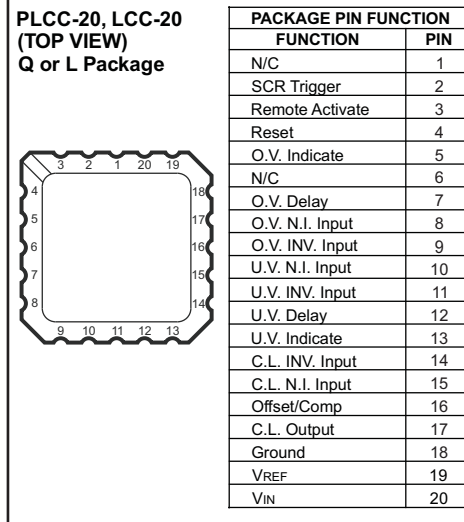 PLCC-20, LCC-20
(TOP VIEW)
Q or L Package
3 2 1 20 19
4
5
6
7
8
18
17
16
15
14
9 10 11 12 13
PACKAGE PIN FUNCTION
FUNCTION PIN
N/C 1
SCR Trigger 2
Remote Activate 3
Reset 4
O.V. Indicate 5
N/C 6
O.V. Delay 7
O.V. N.I. Input 8
O.V. INV. Input 9
U.V. N.I. Input 10
U.V. INV. Input 11
U.V. Delay 12
U.V. Indicate 13
C.L. INV. Input 14
C.L. N.I. Input 15
Offset/Comp 16
C.L. Output 17
Ground 18
VREF 19
VIN 20